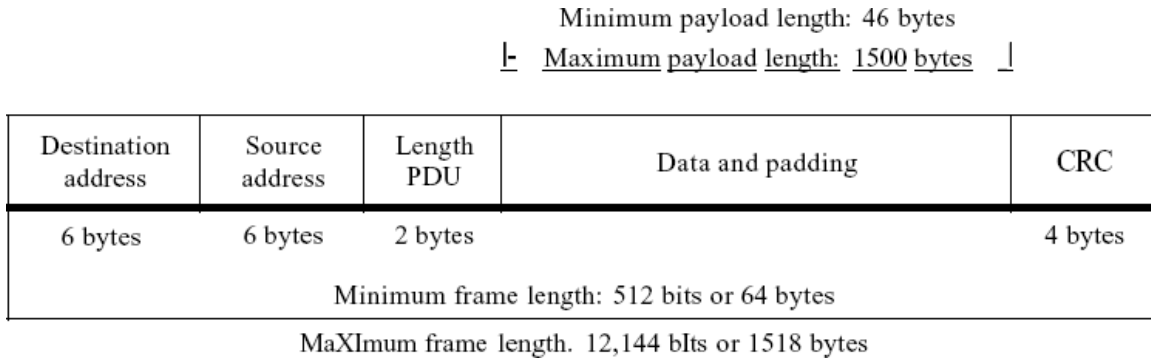 Minimum payload length: 46 bytes
|- Maximum payload length: 1500 bytes _|
Destination address
Source address
Length PDU
Data and padding
CRC
6 bytes
6 bytes
2 bytes
4 bytes
Minimum frame length: 512 bits or 64 bytes
MaXImum frame length. 12,144 bIts or 1518 bytes